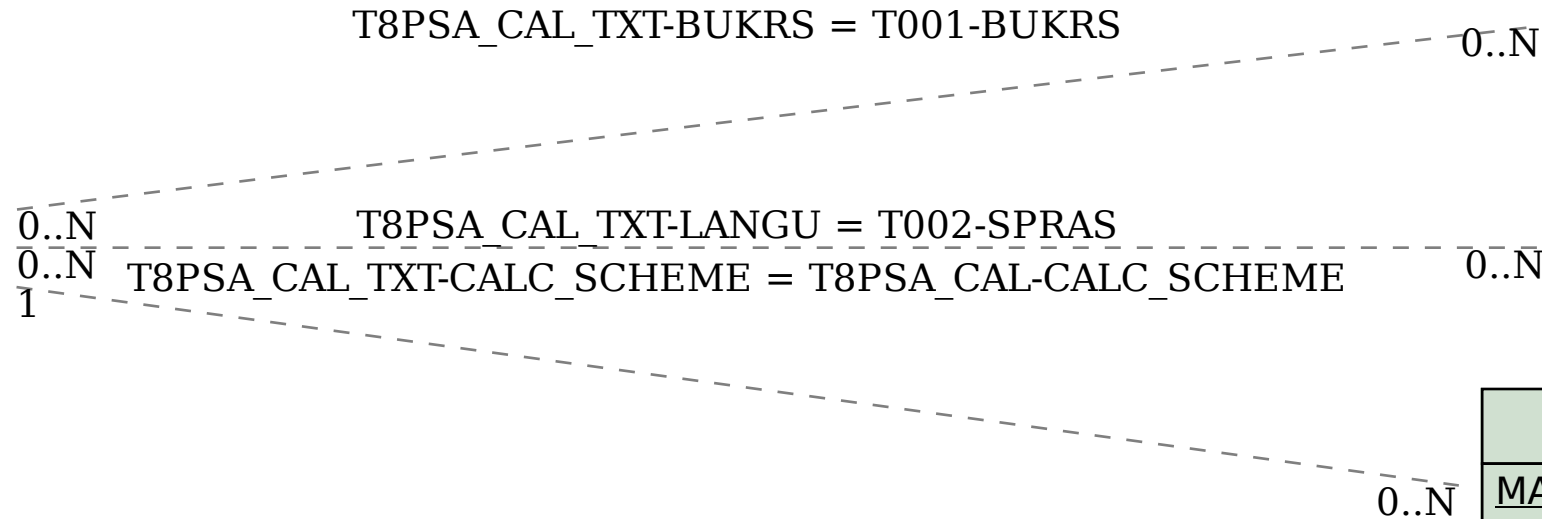 T8PSA_CAL_TXT-BUKRS = T001-BUKRS
0..N
0..N
T8PSA_CAL_TXT-LANGU = T002-SPRAS
0..N
0..N
T8PSA_CAL_TXT-CALC_SCHEME = T8PSA_CAL-CALC_SCHEME
1
0..N